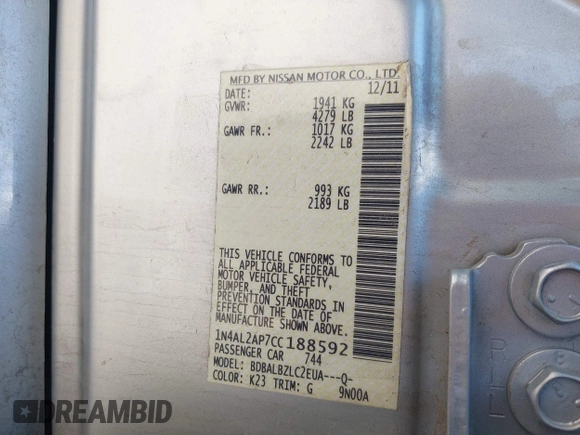 MFD BY NISSAN MOTOR CO., LTD.
DATE: 12/11
GVWR: 1941 KG
4279 LB
GAWR FR.: 1017 KG
2242 LB
GAWR RR.: 993 KG
2189 LB
THIS VEHICLE CONFORMS TO
ALL APPLICABLE FEDERAL
MOTOR VEHICLE SAFETY,
BUMPER, AND THEFT
PREVENTION STANDARDS IN
EFFECT ON THE DATE OF
MANUFACTURE SHOWN ABOVE.
1N4AL2AP7CC188592
PASSENGER CAR 744
MODEL: BDBALBZLC2EUA---Q-
COLOR: K23 TRIM: G 9N00A
DEALERSHIBID.COM